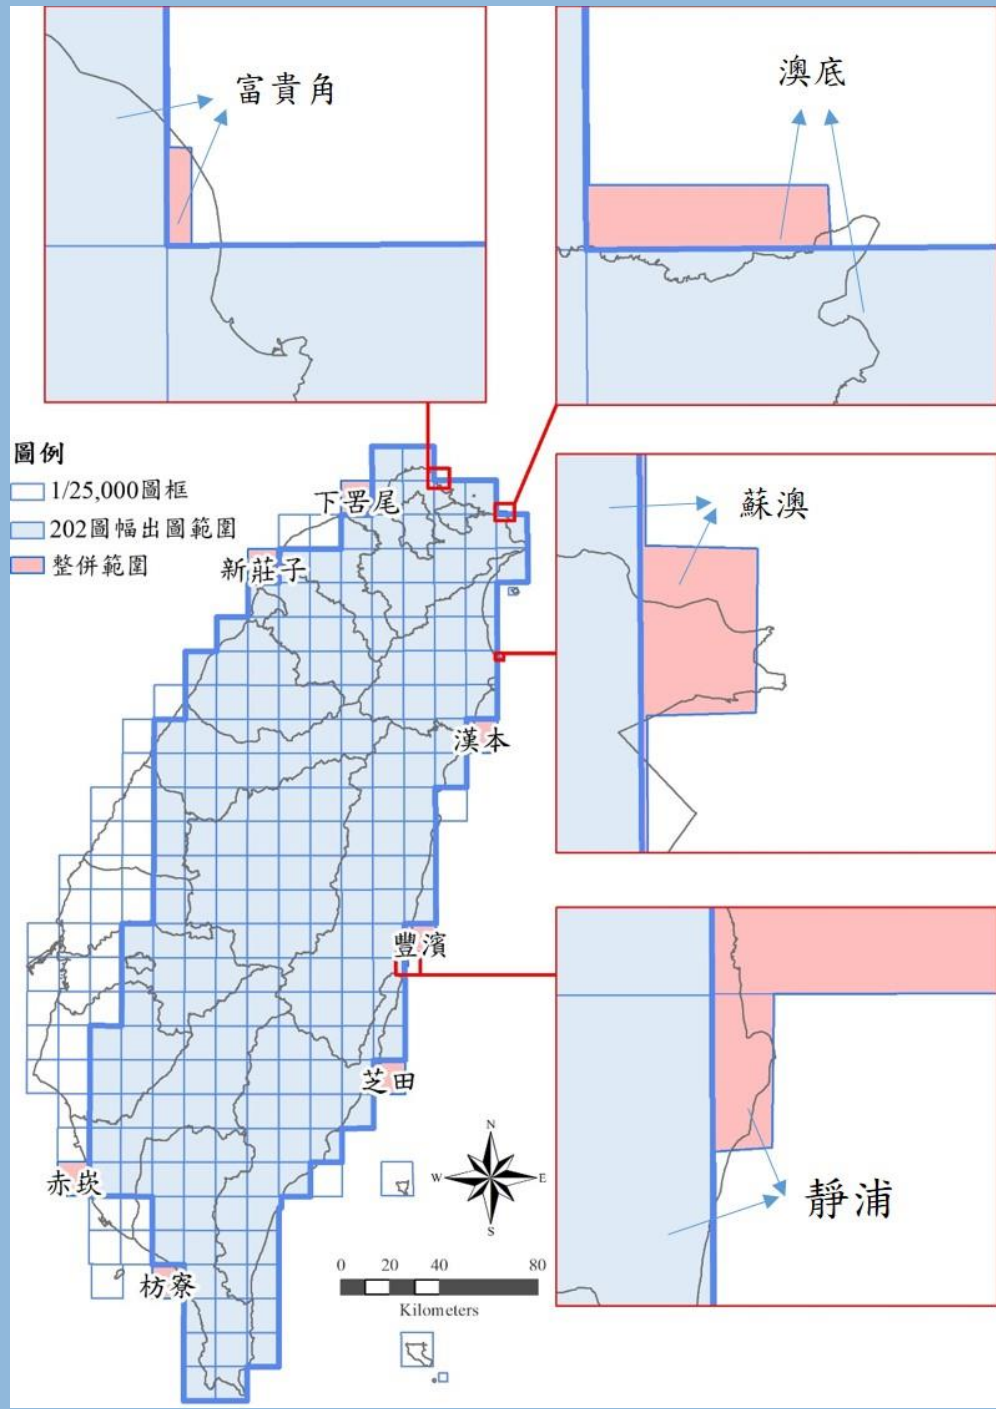 富貴角
澳底
圖例
1/25,000圖框
202圖幅出圖範圍
整併範圍
下罟尾
新莊子
蘇澳
漢本
豐濱
芝田
赤崁
枋寮
靜浦
N
W
E
S
0 20 40 80
Kilometers